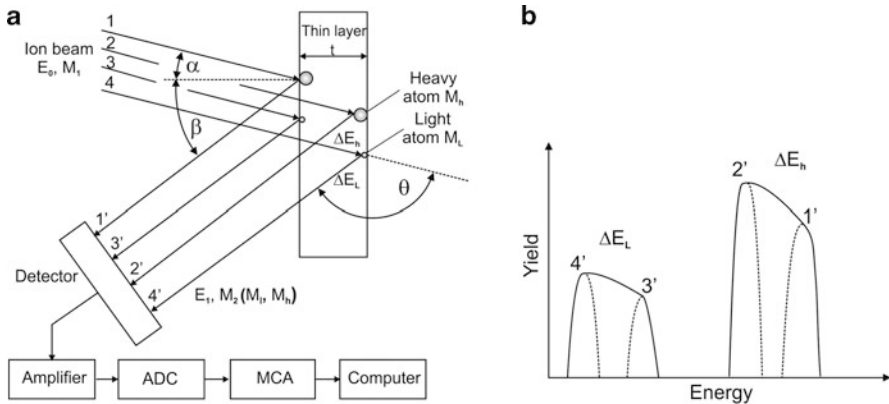 a
1
Ion beam
2
E₀, M₁
3
4
α
β
Thin layer
t
Heavy
atom Mₕ
Light
atom M_L
ΔEₕ
ΔE_L
θ
1’
3’
2’
4’
Detector
E₁, M₂ (Mₗ, Mₕ)
Amplifier
ADC
MCA
Computer
b
Yield
4’
ΔE_L
3’
2’
ΔEₕ
1’
Energy